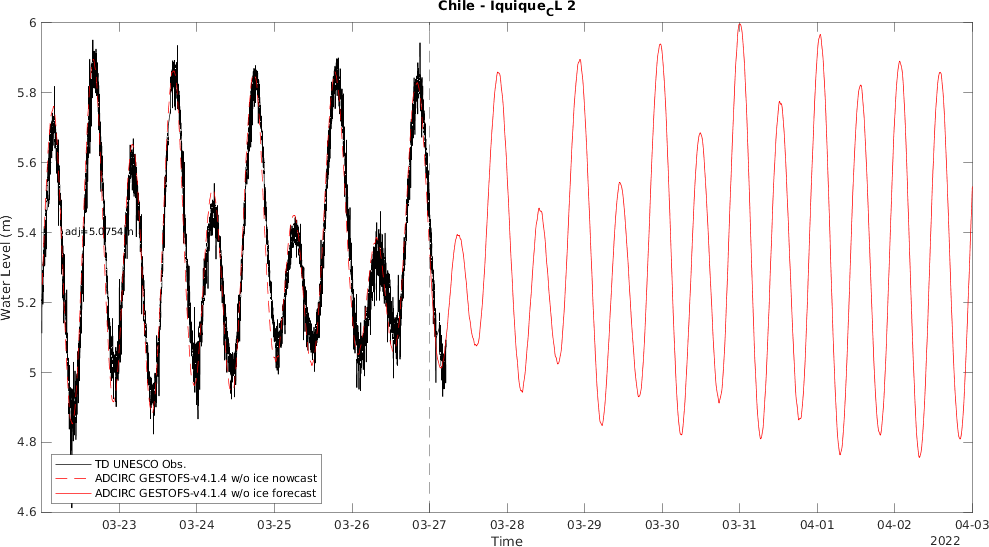 Chile - Iquique_CL 2
Water Level (m)
6
5.8
5.6
5.4
5.2
5
4.8
4.6
adj=5.0754 m
TD UNESCO Obs.
ADCIRC GESTOFS-v4.1.4 w/o ice nowcast
ADCIRC GESTOFS-v4.1.4 w/o ice forecast
03-23 03-24 03-25 03-26 03-27 03-28 03-29 03-30 03-31 04-01 04-02 04-03
Time
2022